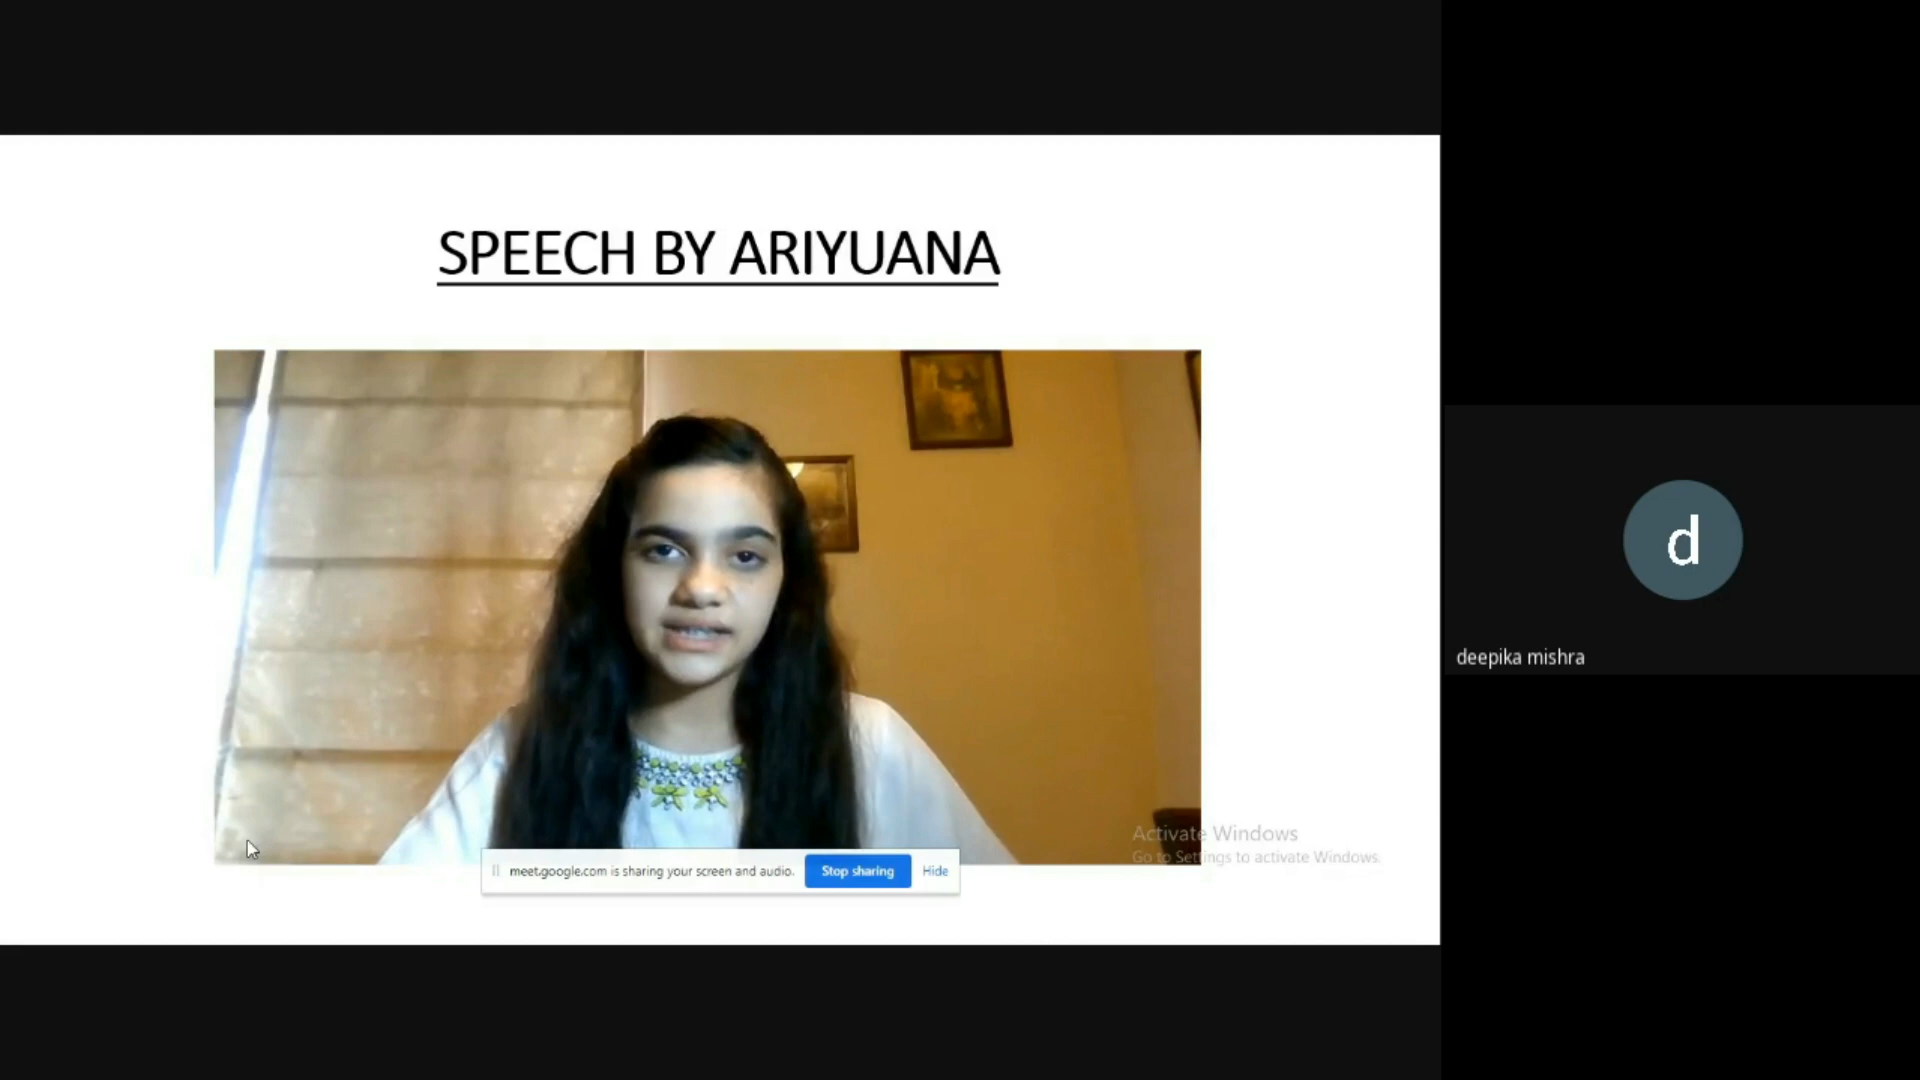 SPEECH BY ARIYUANA
Activate Windows
Go to Settings to activate Windows.
meet.google.com is sharing your screen and audio.
Stop sharing
Hide
d
deepika mishra